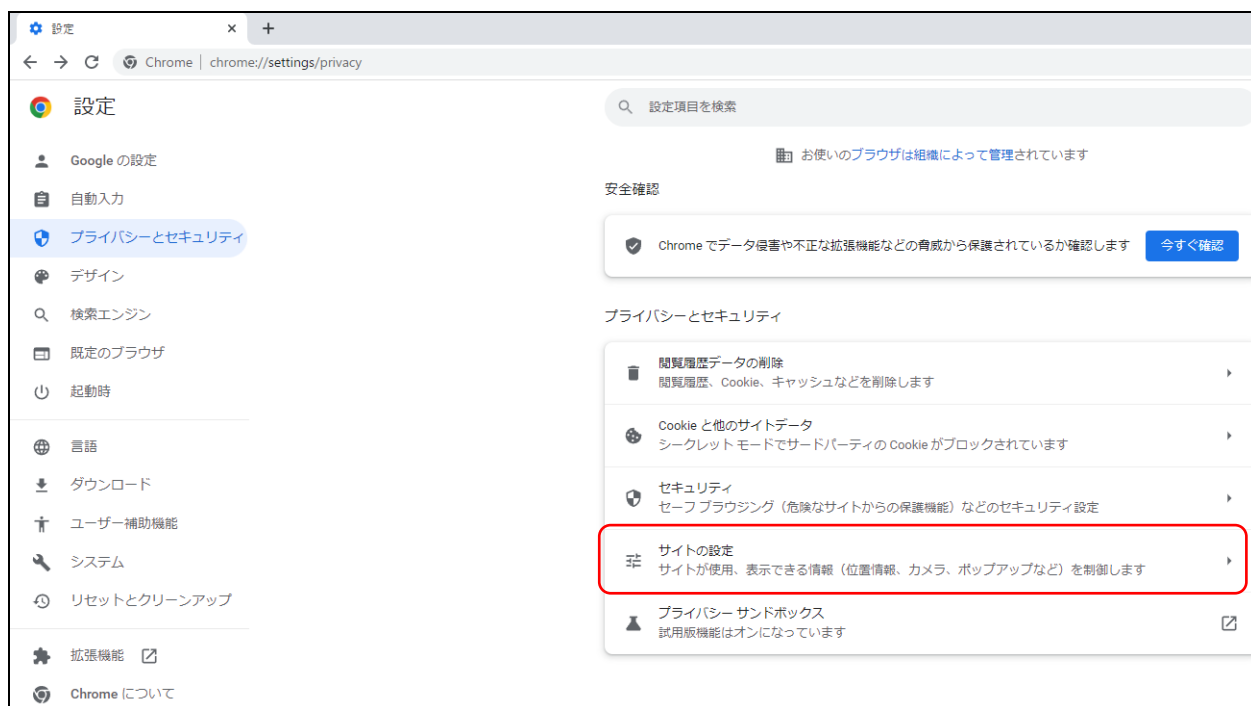 設定
Chrome | chrome://settings/privacy
設定
設定項目を検索
Google の設定
自動入力
プライバシーとセキュリティ
デザイン
検索エンジン
既定のブラウザ
起動時
言語
ダウンロード
ユーザー補助機能
システム
リセットとクリーンアップ
拡張機能
Chrome について
お使いのブラウザは組織によって管理されています
安全確認
Chrome でデータ侵害や不正な拡張機能などの脅威から保護されているか確認します
今すぐ確認
プライバシーとセキュリティ
閲覧履歴データの削除
閲覧履歴、Cookie、キャッシュなどを削除します
Cookie と他のサイトデータ
シークレット モードでサードパーティの Cookie がブロックされています
セキュリティ
セーフ ブラウジング（危険なサイトからの保護機能）などのセキュリティ設定
サイトの設定
サイトが使用、表示できる情報（位置情報、カメラ、ポップアップなど）を制御します
プライバシー サンドボックス
試用版機能はオンになっています